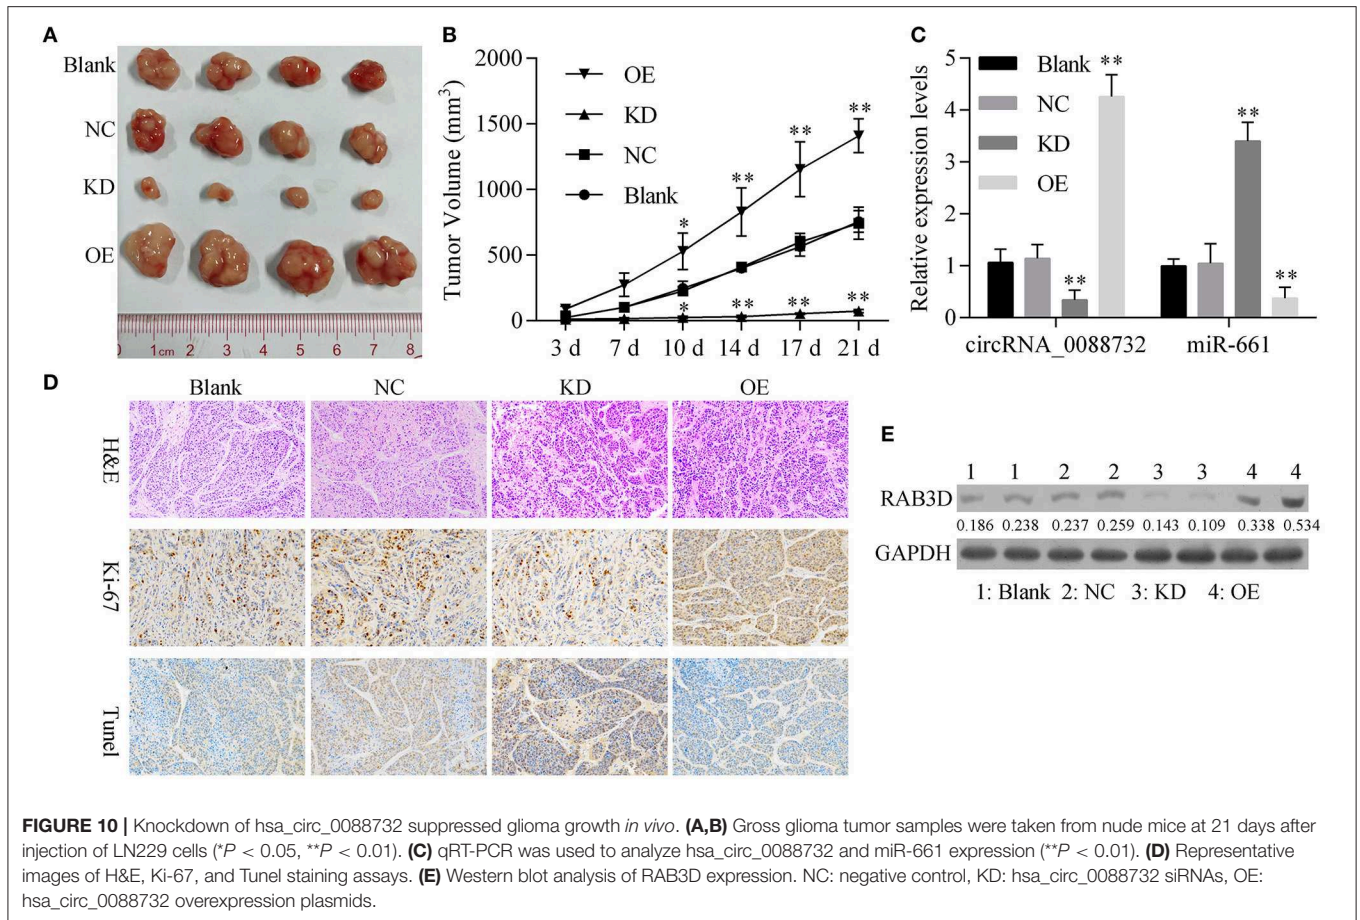 A
Blank
NC
KD
OE
0 1cm 2 3 4 5 6 7 8
B
Tumor Volume (mm³)
2000
1500
1000
500
0
OE
KD
NC
Blank
* ** ** **
* ** ** **
3 d 7 d 10 d 14 d 17 d 21 d
C
Relative expression levels
5
4
3
2
1
0
Blank
NC
KD
OE
** ** ** **
circRNA_0088732 miR-661
D
Blank NC KD OE
H&E
Ki-67
Tunel
E
1 1 2 2 3 3 4 4
RAB3D
0.186 0.238 0.237 0.259 0.143 0.109 0.338 0.534
GAPDH
1: Blank 2: NC 3: KD 4: OE
FIGURE 10 | Knockdown of hsa_circ_0088732 suppressed glioma growth in vivo. (A,B) Gross glioma tumor samples were taken from nude mice at 21 days after
injection of LN229 cells (*P < 0.05, **P < 0.01). (C) qRT-PCR was used to analyze hsa_circ_0088732 and miR-661 expression (**P < 0.01). (D) Representative
images of H&E, Ki-67, and Tunel staining assays. (E) Western blot analysis of RAB3D expression. NC: negative control, KD: hsa_circ_0088732 siRNAs, OE:
hsa_circ_0088732 overexpression plasmids.